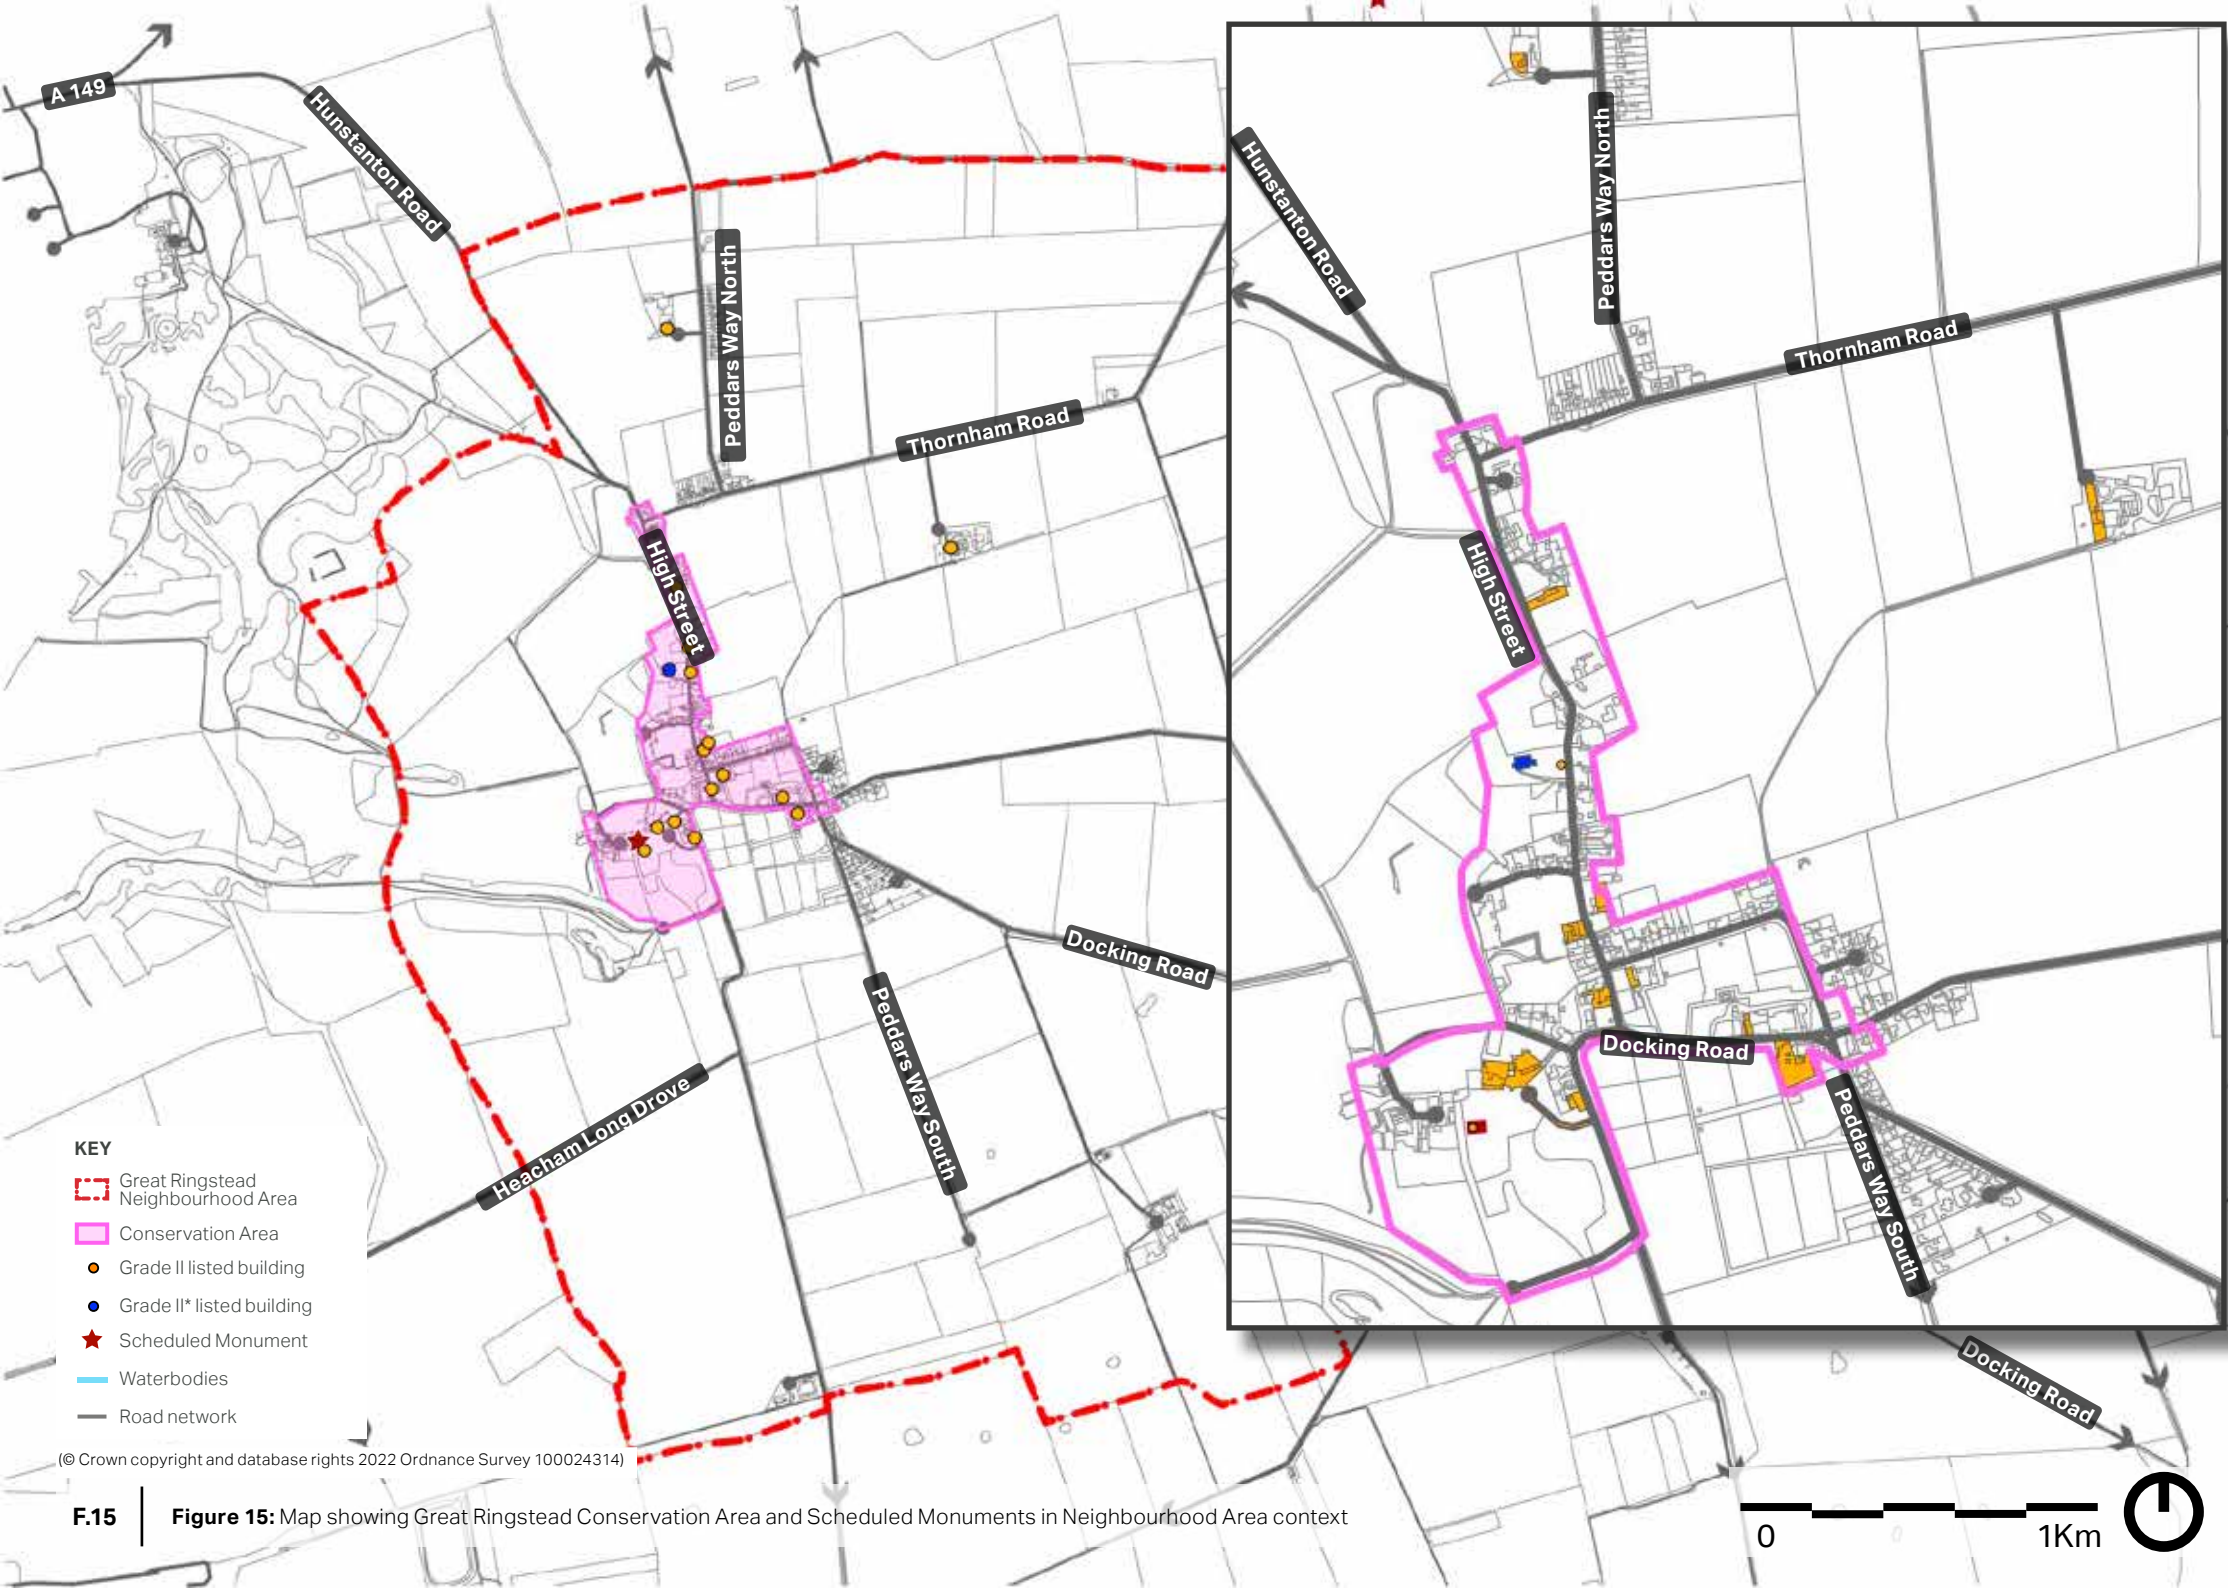 A 149
Hunstanton Road
Peddars Way North
Thornham Road
High Street
Docking Road
Peddars Way South
Heacham Long Drove
Hunstanton Road
Peddars Way North
Thornham Road
High Street
Docking Road
Peddars Way South
Docking Road
KEY
Great Ringstead
Neighbourhood Area
Conservation Area
Grade II listed building
Grade II* listed building
Scheduled Monument
Waterbodies
Road network
(© Crown copyright and database rights 2022 Ordnance Survey 100024314)
F.15
Figure 15: Map showing Great Ringstead Conservation Area and Scheduled Monuments in Neighbourhood Area context
0 1Km